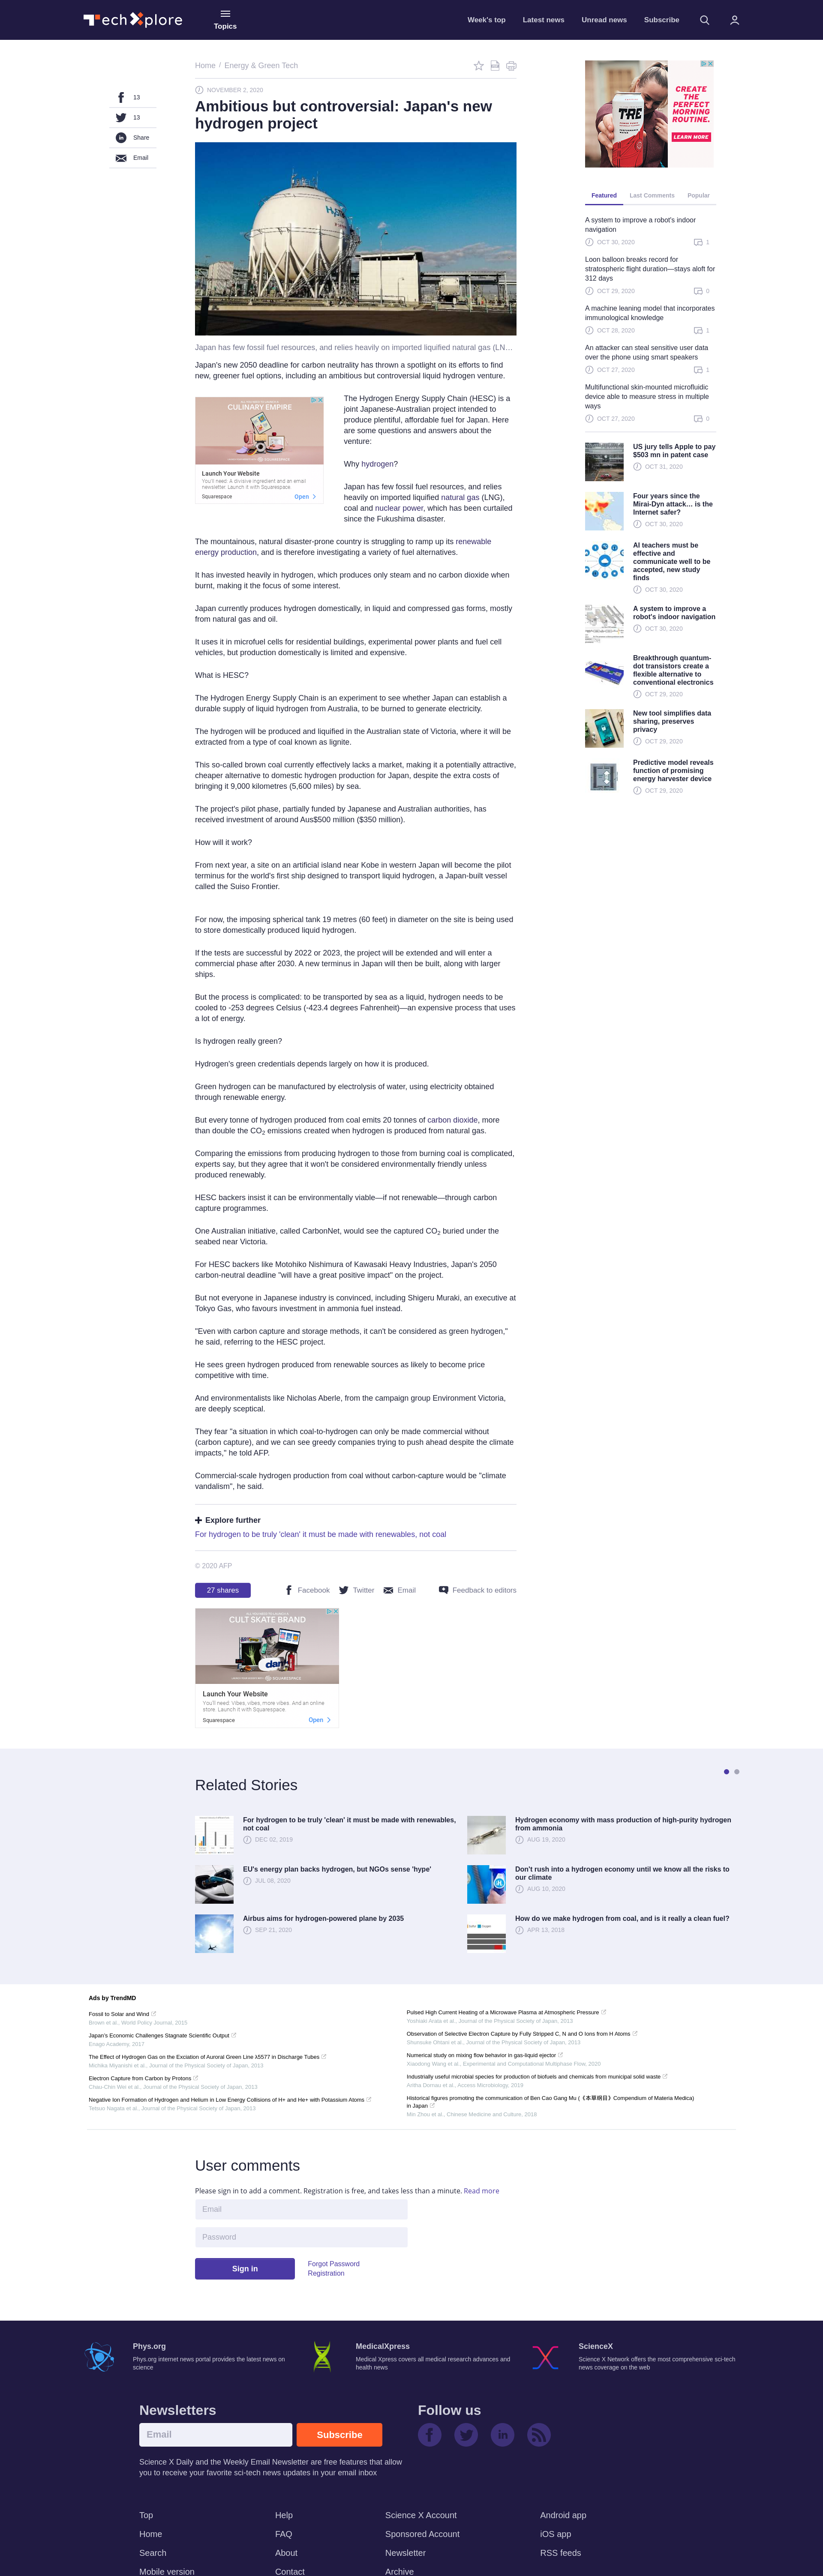 TechXplore
Topics
Week's top
Latest news
Unread news
Subscribe
Home / Energy & Green Tech
13
13
Share
Email
NOVEMBER 2, 2020
Ambitious but controversial: Japan's new
hydrogen project
Japan has few fossil fuel resources, and relies heavily on imported liquified natural gas (LN…
Japan's new 2050 deadline for carbon neutrality has thrown a spotlight on its efforts to find
new, greener fuel options, including an ambitious but controversial liquid hydrogen venture.
CULINARY EMPIRE
Launch Your Website
You'll need: A divisive ingredient and an email
newsletter. Launch it with Squarespace.
Squarespace
Open
The Hydrogen Energy Supply Chain (HESC) is a
joint Japanese-Australian project intended to
produce plentiful, affordable fuel for Japan. Here
are some questions and answers about the
venture:
Why hydrogen?
Japan has few fossil fuel resources, and relies
heavily on imported liquified natural gas (LNG),
coal and nuclear power, which has been curtailed
since the Fukushima disaster.
The mountainous, natural disaster-prone country is struggling to ramp up its renewable
energy production, and is therefore investigating a variety of fuel alternatives.
It has invested heavily in hydrogen, which produces only steam and no carbon dioxide when
burnt, making it the focus of some interest.
Japan currently produces hydrogen domestically, in liquid and compressed gas forms, mostly
from natural gas and oil.
It uses it in microfuel cells for residential buildings, experimental power plants and fuel cell
vehicles, but production domestically is limited and expensive.
What is HESC?
The Hydrogen Energy Supply Chain is an experiment to see whether Japan can establish a
durable supply of liquid hydrogen from Australia, to be burned to generate electricity.
The hydrogen will be produced and liquified in the Australian state of Victoria, where it will be
extracted from a type of coal known as lignite.
This so-called brown coal currently effectively lacks a market, making it a potentially attractive,
cheaper alternative to domestic hydrogen production for Japan, despite the extra costs of
bringing it 9,000 kilometres (5,600 miles) by sea.
The project's pilot phase, partially funded by Japanese and Australian authorities, has
received investment of around Aus$500 million ($350 million).
How will it work?
From next year, a site on an artificial island near Kobe in western Japan will become the pilot
terminus for the world's first ship designed to transport liquid hydrogen, a Japan-built vessel
called the Suiso Frontier.
For now, the imposing spherical tank 19 metres (60 feet) in diameter on the site is being used
to store domestically produced liquid hydrogen.
If the tests are successful by 2022 or 2023, the project will be extended and will enter a
commercial phase after 2030. A new terminus in Japan will then be built, along with larger
ships.
But the process is complicated: to be transported by sea as a liquid, hydrogen needs to be
cooled to -253 degrees Celsius (-423.4 degrees Fahrenheit)—an expensive process that uses
a lot of energy.
Is hydrogen really green?
Hydrogen's green credentials depends largely on how it is produced.
Green hydrogen can be manufactured by electrolysis of water, using electricity obtained
through renewable energy.
But every tonne of hydrogen produced from coal emits 20 tonnes of carbon dioxide, more
than double the CO2 emissions created when hydrogen is produced from natural gas.
Comparing the emissions from producing hydrogen to those from burning coal is complicated,
experts say, but they agree that it won't be considered environmentally friendly unless
produced renewably.
HESC backers insist it can be environmentally viable—if not renewable—through carbon
capture programmes.
One Australian initiative, called CarbonNet, would see the captured CO2 buried under the
seabed near Victoria.
For HESC backers like Motohiko Nishimura of Kawasaki Heavy Industries, Japan's 2050
carbon-neutral deadline "will have a great positive impact" on the project.
But not everyone in Japanese industry is convinced, including Shigeru Muraki, an executive at
Tokyo Gas, who favours investment in ammonia fuel instead.
"Even with carbon capture and storage methods, it can't be considered as green hydrogen,"
he said, referring to the HESC project.
He sees green hydrogen produced from renewable sources as likely to become price
competitive with time.
And environmentalists like Nicholas Aberle, from the campaign group Environment Victoria,
are deeply sceptical.
They fear "a situation in which coal-to-hydrogen can only be made commercial without
(carbon capture), and we can see greedy companies trying to push ahead despite the climate
impacts," he told AFP.
Commercial-scale hydrogen production from coal without carbon-capture would be "climate
vandalism", he said.
Explore further
For hydrogen to be truly 'clean' it must be made with renewables, not coal
© 2020 AFP
27 shares
Facebook
Twitter
Email
Feedback to editors
CULT SKATE BRAND
SQUARESPACE
Launch Your Website
You'll need: Vibes, vibes, more vibes. And an online
store. Launch it with Squarespace.
Squarespace
Open
TRE
CREATE
THE
PERFECT
MORNING
ROUTINE.
LEARN MORE
Featured
Last Comments
Popular
A system to improve a robot's indoor
navigation
OCT 30, 2020
1
Loon balloon breaks record for
stratospheric flight duration—stays aloft for
312 days
OCT 29, 2020
0
A machine leaning model that incorporates
immunological knowledge
OCT 28, 2020
1
An attacker can steal sensitive user data
over the phone using smart speakers
OCT 27, 2020
1
Multifunctional skin-mounted microfluidic
device able to measure stress in multiple
ways
OCT 27, 2020
0
US jury tells Apple to pay
$503 mn in patent case
OCT 31, 2020
Four years since the
Mirai-Dyn attack… is the
Internet safer?
OCT 30, 2020
AI teachers must be
effective and
communicate well to be
accepted, new study
finds
OCT 30, 2020
A system to improve a
robot's indoor navigation
OCT 30, 2020
Breakthrough quantum-
dot transistors create a
flexible alternative to
conventional electronics
OCT 29, 2020
New tool simplifies data
sharing, preserves
privacy
OCT 29, 2020
Predictive model reveals
function of promising
energy harvester device
OCT 29, 2020
Related Stories
For hydrogen to be truly 'clean' it must be made with renewables,
not coal
DEC 02, 2019
Hydrogen economy with mass production of high-purity hydrogen
from ammonia
AUG 19, 2020
EU's energy plan backs hydrogen, but NGOs sense 'hype'
JUL 08, 2020
Don't rush into a hydrogen economy until we know all the risks to
our climate
AUG 10, 2020
Airbus aims for hydrogen-powered plane by 2035
SEP 21, 2020
How do we make hydrogen from coal, and is it really a clean fuel?
APR 13, 2018
Ads by TrendMD
Fossil to Solar and Wind
Brown et al., World Policy Journal, 2015
Japan's Economic Challenges Stagnate Scientific Output
Enago Academy, 2017
The Effect of Hydrogen Gas on the Exciation of Auroral Green Line λ5577 in Discharge Tubes
Michika Miyanishi et al., Journal of the Physical Society of Japan, 2013
Electron Capture from Carbon by Protons
Chau-Chin Wei et al., Journal of the Physical Society of Japan, 2013
Negative Ion Formation of Hydrogen and Helium in Low Energy Collisions of H+ and He+ with Potassium Atoms
Tetsuo Nagata et al., Journal of the Physical Society of Japan, 2013
Pulsed High Current Heating of a Microwave Plasma at Atmospheric Pressure
Yoshiaki Arata et al., Journal of the Physical Society of Japan, 2013
Observation of Selective Electron Capture by Fully Stripped C, N and O Ions from H Atoms
Shunsuke Ohtani et al., Journal of the Physical Society of Japan, 2013
Numerical study on mixing flow behavior in gas-liquid ejector
Xiaodong Wang et al., Experimental and Computational Multiphase Flow, 2020
Industrially useful microbial species for production of biofuels and chemicals from municipal solid waste
Anitha Dumau et al., Access Microbiology, 2019
Historical figures promoting the communication of Ben Cao Gang Mu (《本草纲目》Compendium of Materia Medica)
in Japan
Min Zhou et al., Chinese Medicine and Culture, 2018
User comments
Please sign in to add a comment. Registration is free, and takes less than a minute. Read more
Email
Password
Sign in
Forgot Password
Registration
Phys.org
Phys.org internet news portal provides the latest news on
science
MedicalXpress
Medical Xpress covers all medical research advances and
health news
ScienceX
Science X Network offers the most comprehensive sci-tech
news coverage on the web
Newsletters
Email
Subscribe
Science X Daily and the Weekly Email Newsletter are free features that allow
you to receive your favorite sci-tech news updates in your email inbox
Follow us
Top
Home
Search
Mobile version
Help
FAQ
About
Contact
Science X Account
Sponsored Account
Newsletter
Archive
Android app
iOS app
RSS feeds